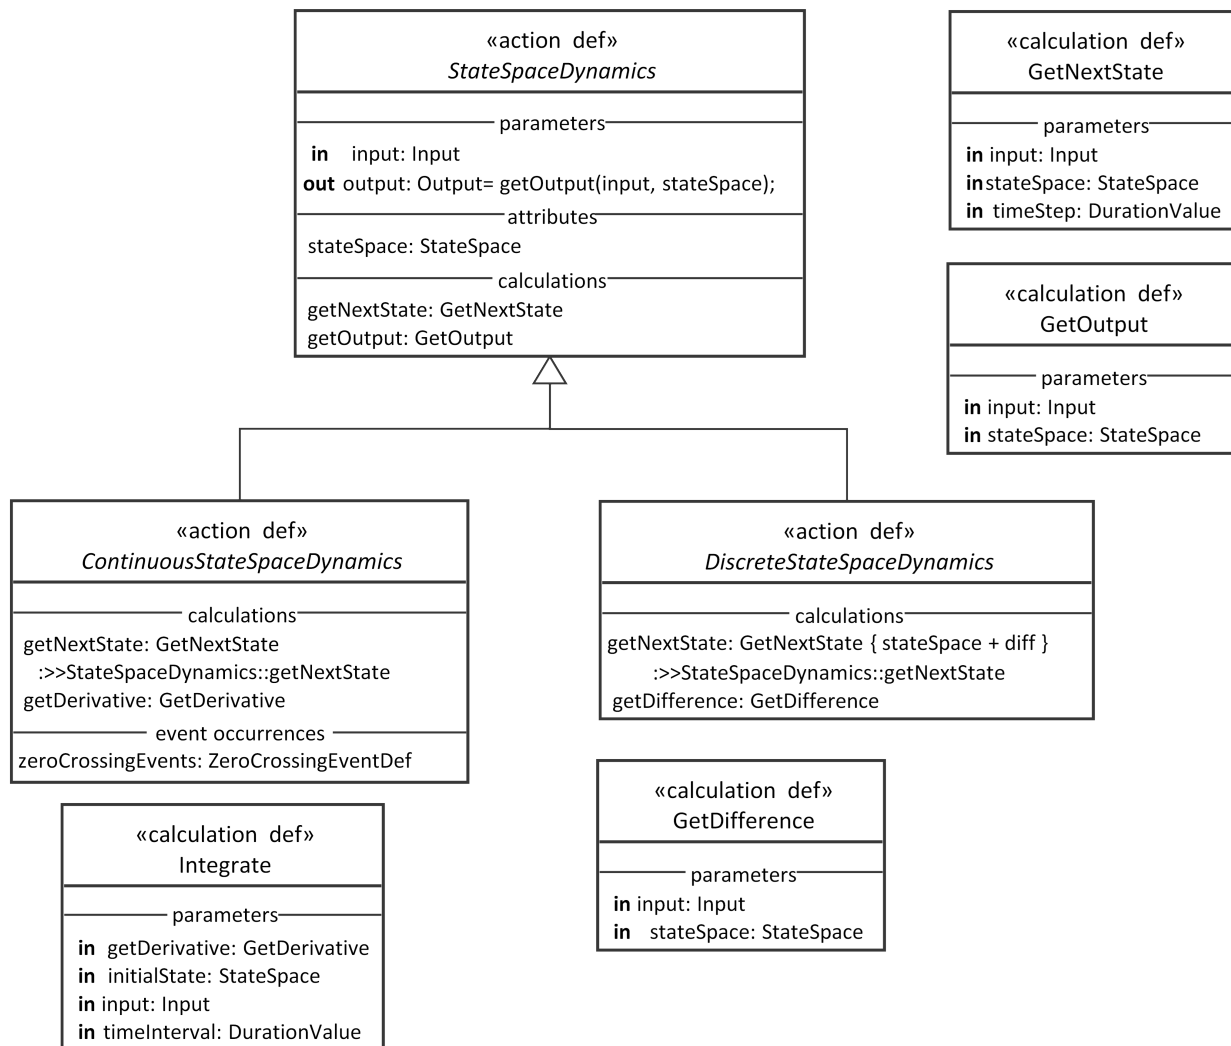 «action def»
StateSpaceDynamics
parameters
in input: Input
out output: Output= getOutput(input, stateSpace);
attributes
stateSpace: StateSpace
calculations
getNextState: GetNextState
getOutput: GetOutput
«calculation def»
GetNextState
parameters
in input: Input
in stateSpace: StateSpace
in timeStep: DurationValue
«calculation def»
GetOutput
parameters
in input: Input
in stateSpace: StateSpace
«action def»
ContinuousStateSpaceDynamics
calculations
getNextState: GetNextState
:>>StateSpaceDynamics::getNextState
getDerivative: GetDerivative
event occurrences
zeroCrossingEvents: ZeroCrossingEventDef
«action def»
DiscreteStateSpaceDynamics
calculations
getNextState: GetNextState { stateSpace + diff }
:>>StateSpaceDynamics::getNextState
getDifference: GetDifference
«calculation def»
Integrate
parameters
in getDerivative: GetDerivative
in initialState: StateSpace
in input: Input
in timeInterval: DurationValue
«calculation def»
GetDifference
parameters
in input: Input
in stateSpace: StateSpace